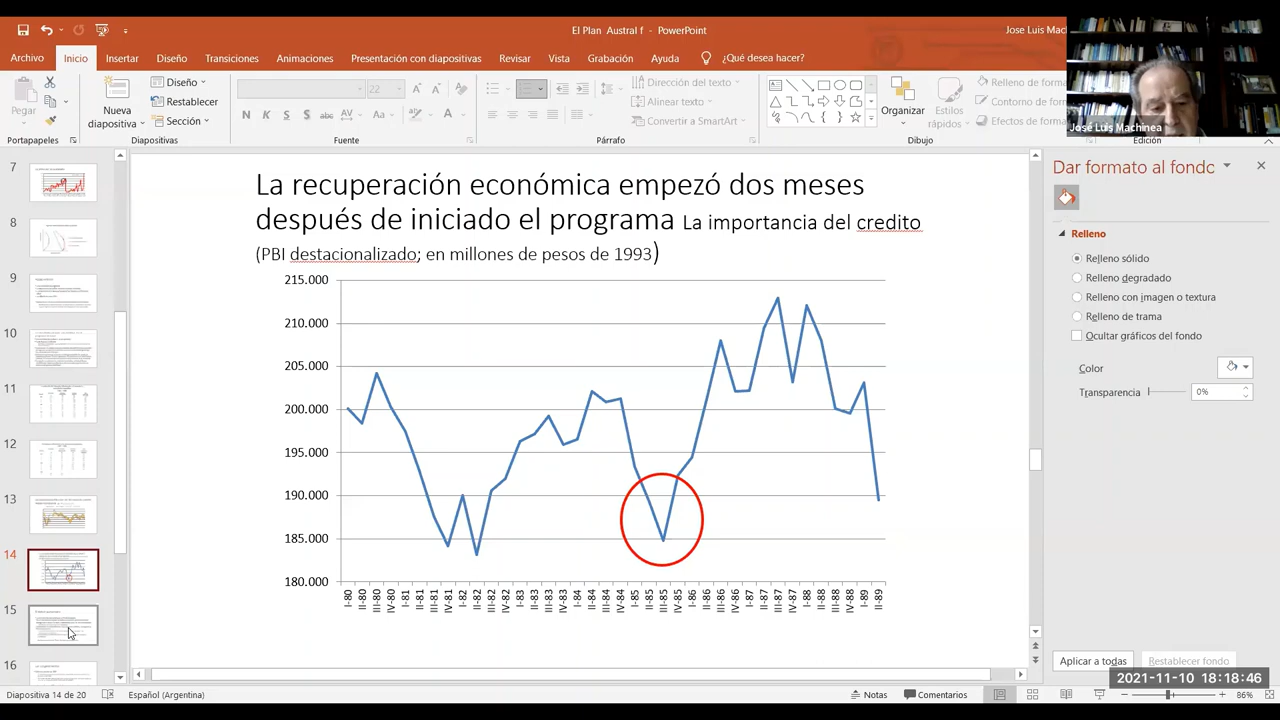 El Plan Austral f - PowerPoint
Jose Luis Mach
Archivo Inicio Insertar Diseño Transiciones Animaciones Presentación con diapositivas Revisar Vista Grabación Ayuda ¿Qué desea hacer?
Pegar
Nueva diapositiva
Diseño
Restablecer
Sección
22
N K S abc
Dirección del texto
Alinear texto
Convertir a SmartArt
Organizar
Estilos rápidos
Relleno de forma
Contorno de forma
Efectos de forma
Portapapeles Diapositivas Fuente Párrafo Dibujo Edición
José Luis Machinea
7
8
9
10
11
12
13
14
15
16
La recuperación económica empezó dos meses
después de iniciado el programa La importancia del credito
(PBI destacionalizado; en millones de pesos de 1993)
215.000
210.000
205.000
200.000
195.000
190.000
185.000
180.000
I-80 II-80 III-80 IV-80 I-81 II-81 III-81 IV-81 I-82 II-82 III-82 IV-82 I-83 II-83 III-83 IV-83 I-84 II-84 III-84 IV-84 I-85 II-85 III-85 IV-85 I-86 II-86 III-86 IV-86 I-87 II-87 III-87 IV-87 I-88 II-88 III-88 IV-88 I-89 II-89
Dar formato al fondo
Relleno
Relleno sólido
Relleno degradado
Relleno con imagen o textura
Relleno de trama
Ocultar gráficos del fondo
Color
Transparencia 0%
Aplicar a todas Restablecer fondo
2021-11-10 18:18:46
Diapositiva 14 de 20 Español (Argentina) Notas Comentarios 86%